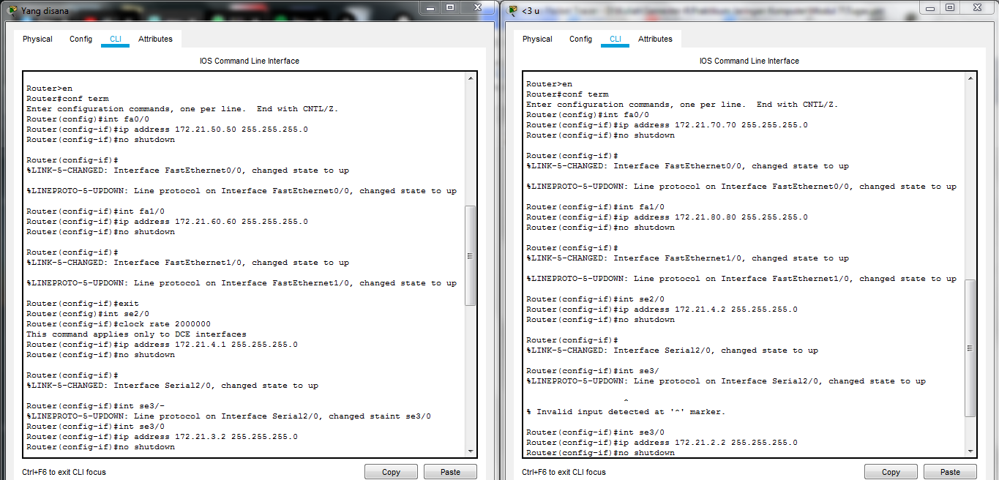 Yang disana
Physical Config CLI Attributes
IOS Command Line Interface
Router>en
Router#conf term
Enter configuration commands, one per line.  End with CNTL/Z.
Router(config)#int fa0/0
Router(config-if)#ip address 172.21.50.50 255.255.255.0
Router(config-if)#no shutdown
Router(config-if)#
%LINK-5-CHANGED: Interface FastEthernet0/0, changed state to up
%LINEPROTO-5-UPDOWN: Line protocol on Interface FastEthernet0/0, changed state to up
Router(config-if)#int fa1/0
Router(config-if)#ip address 172.21.60.60 255.255.255.0
Router(config-if)#no shutdown
Router(config-if)#
%LINK-5-CHANGED: Interface FastEthernet1/0, changed state to up
%LINEPROTO-5-UPDOWN: Line protocol on Interface FastEthernet1/0, changed state to up
Router(config-if)#exit
Router(config)#int se2/0
Router(config-if)#clock rate 2000000
This command applies only to DCE interfaces
Router(config-if)#ip address 172.21.4.1 255.255.255.0
Router(config-if)#no shutdown
Router(config-if)#
%LINK-5-CHANGED: Interface Serial2/0, changed state to up
Router(config-if)#int se3/-
%LINEPROTO-5-UPDOWN: Line protocol on Interface Serial2/0, changed staint se3/0
Router(config-if)#int se3/0
Router(config-if)#ip address 172.21.3.2 255.255.255.0
Router(config-if)#no shutdown
Ctrl+F6 to exit CLI focus
Copy Paste
<3 u
Physical Config CLI Attributes
IOS Command Line Interface
Router>en
Router#conf term
Enter configuration commands, one per line.  End with CNTL/Z.
Router(config)#int fa0/0
Router(config-if)#ip address 172.21.70.70 255.255.255.0
Router(config-if)#no shutdown
Router(config-if)#
%LINK-5-CHANGED: Interface FastEthernet0/0, changed state to up
%LINEPROTO-5-UPDOWN: Line protocol on Interface FastEthernet0/0, changed state to up
Router(config-if)#int fa1/0
Router(config-if)#ip address 172.21.80.80 255.255.255.0
Router(config-if)#no shutdown
Router(config-if)#
%LINK-5-CHANGED: Interface FastEthernet1/0, changed state to up
%LINEPROTO-5-UPDOWN: Line protocol on Interface FastEthernet1/0, changed state to up
Router(config-if)#int se2/0
Router(config-if)#ip address 172.21.4.2 255.255.255.0
Router(config-if)#no shutdown
Router(config-if)#
%LINK-5-CHANGED: Interface Serial2/0, changed state to up
Router(config-if)#int se3/
%LINEPROTO-5-UPDOWN: Line protocol on Interface Serial2/0, changed state to up
^
% Invalid input detected at '^' marker.
Router(config-if)#int se3/0
Router(config-if)#ip address 172.21.2.2 255.255.255.0
Router(config-if)#no shutdown
Ctrl+F6 to exit CLI focus
Copy Paste